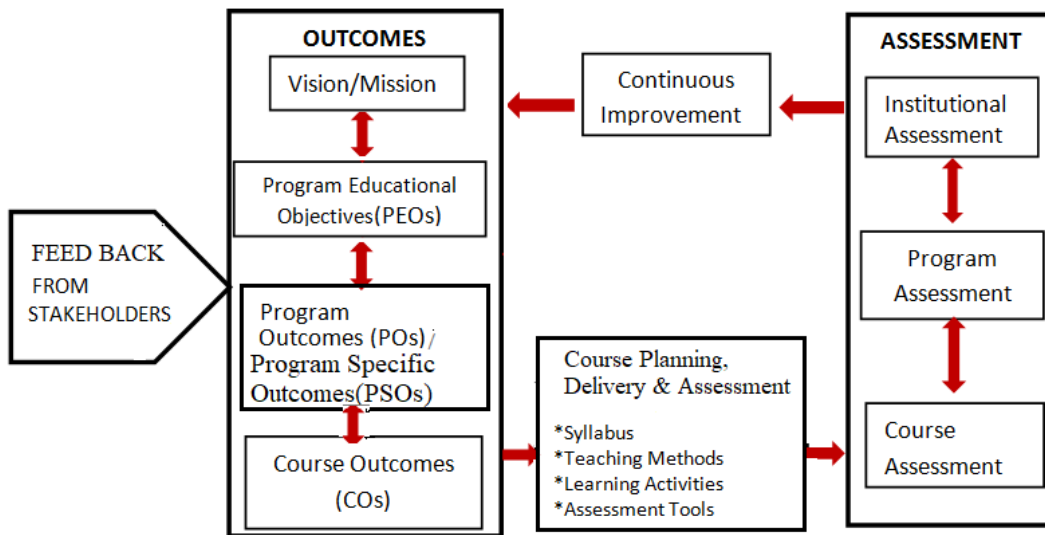 FEED BACK
FROM
STAKEHOLDERS
OUTCOMES
Vision/Mission
Program Educational
Objectives(PEOs)
Program
Outcomes (POs)/
Program Specific
Outcomes(PSOs)
Course Outcomes
(COs)
Continuous
Improvement
Course Planning,
Delivery & Assessment
*Syllabus
*Teaching Methods
*Learning Activities
*Assessment Tools
ASSESSMENT
Institutional
Assessment
Program
Assessment
Course
Assessment